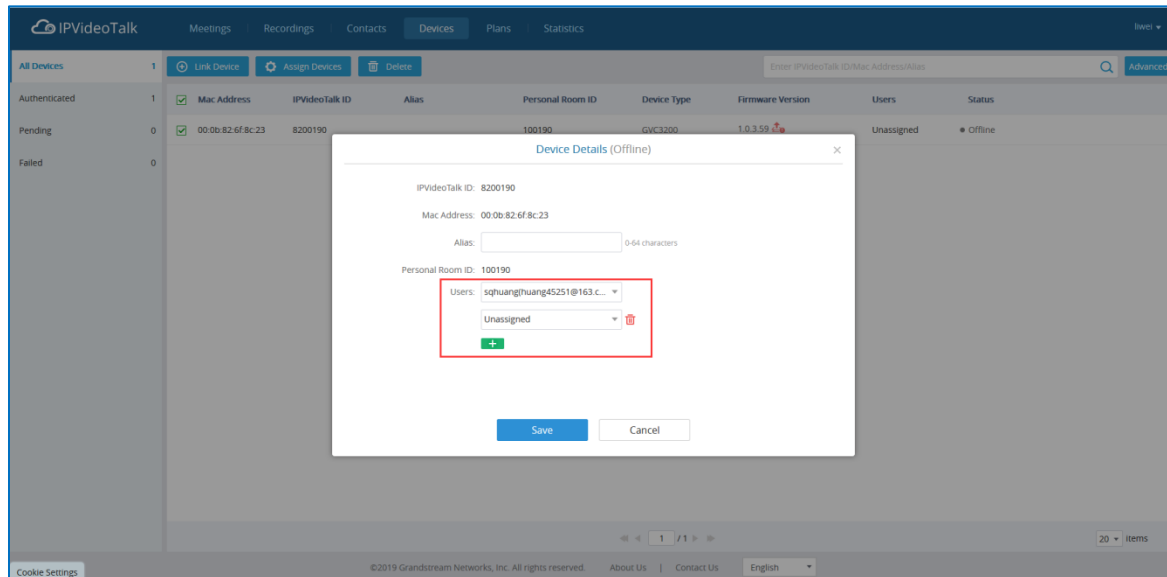 IPVideoTalk
Meetings Recordings Contacts Devices Plans Statistics
liwei
All Devices 1
Link Device Assign Devices Delete
Enter IPVideoTalk ID/Mac Address/Alias
Advanced
Authenticated 1
Mac Address IPVideoTalk ID Alias Personal Room ID Device Type Firmware Version Users Status
Pending 0
00:0b:82:6f:8c:23 8200190 100190 GVC3200 1.0.3.59 Unassigned Offline
Failed 0
Device Details (Offline)
IPVideoTalk ID: 8200190
Mac Address: 00:0b:82:6f:8c:23
Alias: 0-64 characters
Personal Room ID: 100190
Users: sqhuang(huang45251@163.c...
Unassigned
Save Cancel
1 / 1
20 items
Cookie Settings
©2019 Grandstream Networks, Inc. All rights reserved. About Us | Contact Us English